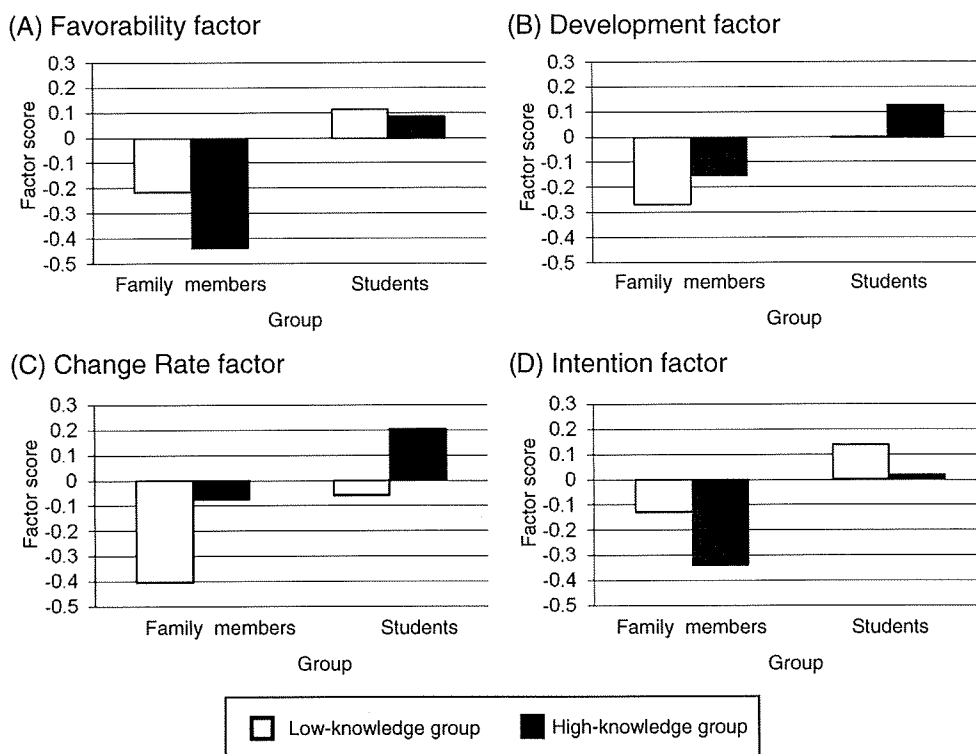 (A) Favorability factor
Factor score
0.3
0.2
0.1
0
-0.1
-0.2
-0.3
-0.4
-0.5
Family members
Students
Group
(B) Development factor
Factor score
0.3
0.2
0.1
0
-0.1
-0.2
-0.3
-0.4
-0.5
Family members
Students
Group
(C) Change Rate factor
Factor score
0.3
0.2
0.1
0
-0.1
-0.2
-0.3
-0.4
-0.5
Family members
Students
Group
(D) Intention factor
Factor score
0.3
0.2
0.1
0
-0.1
-0.2
-0.3
-0.4
-0.5
Family members
Students
Group
Low-knowledge group
High-knowledge group